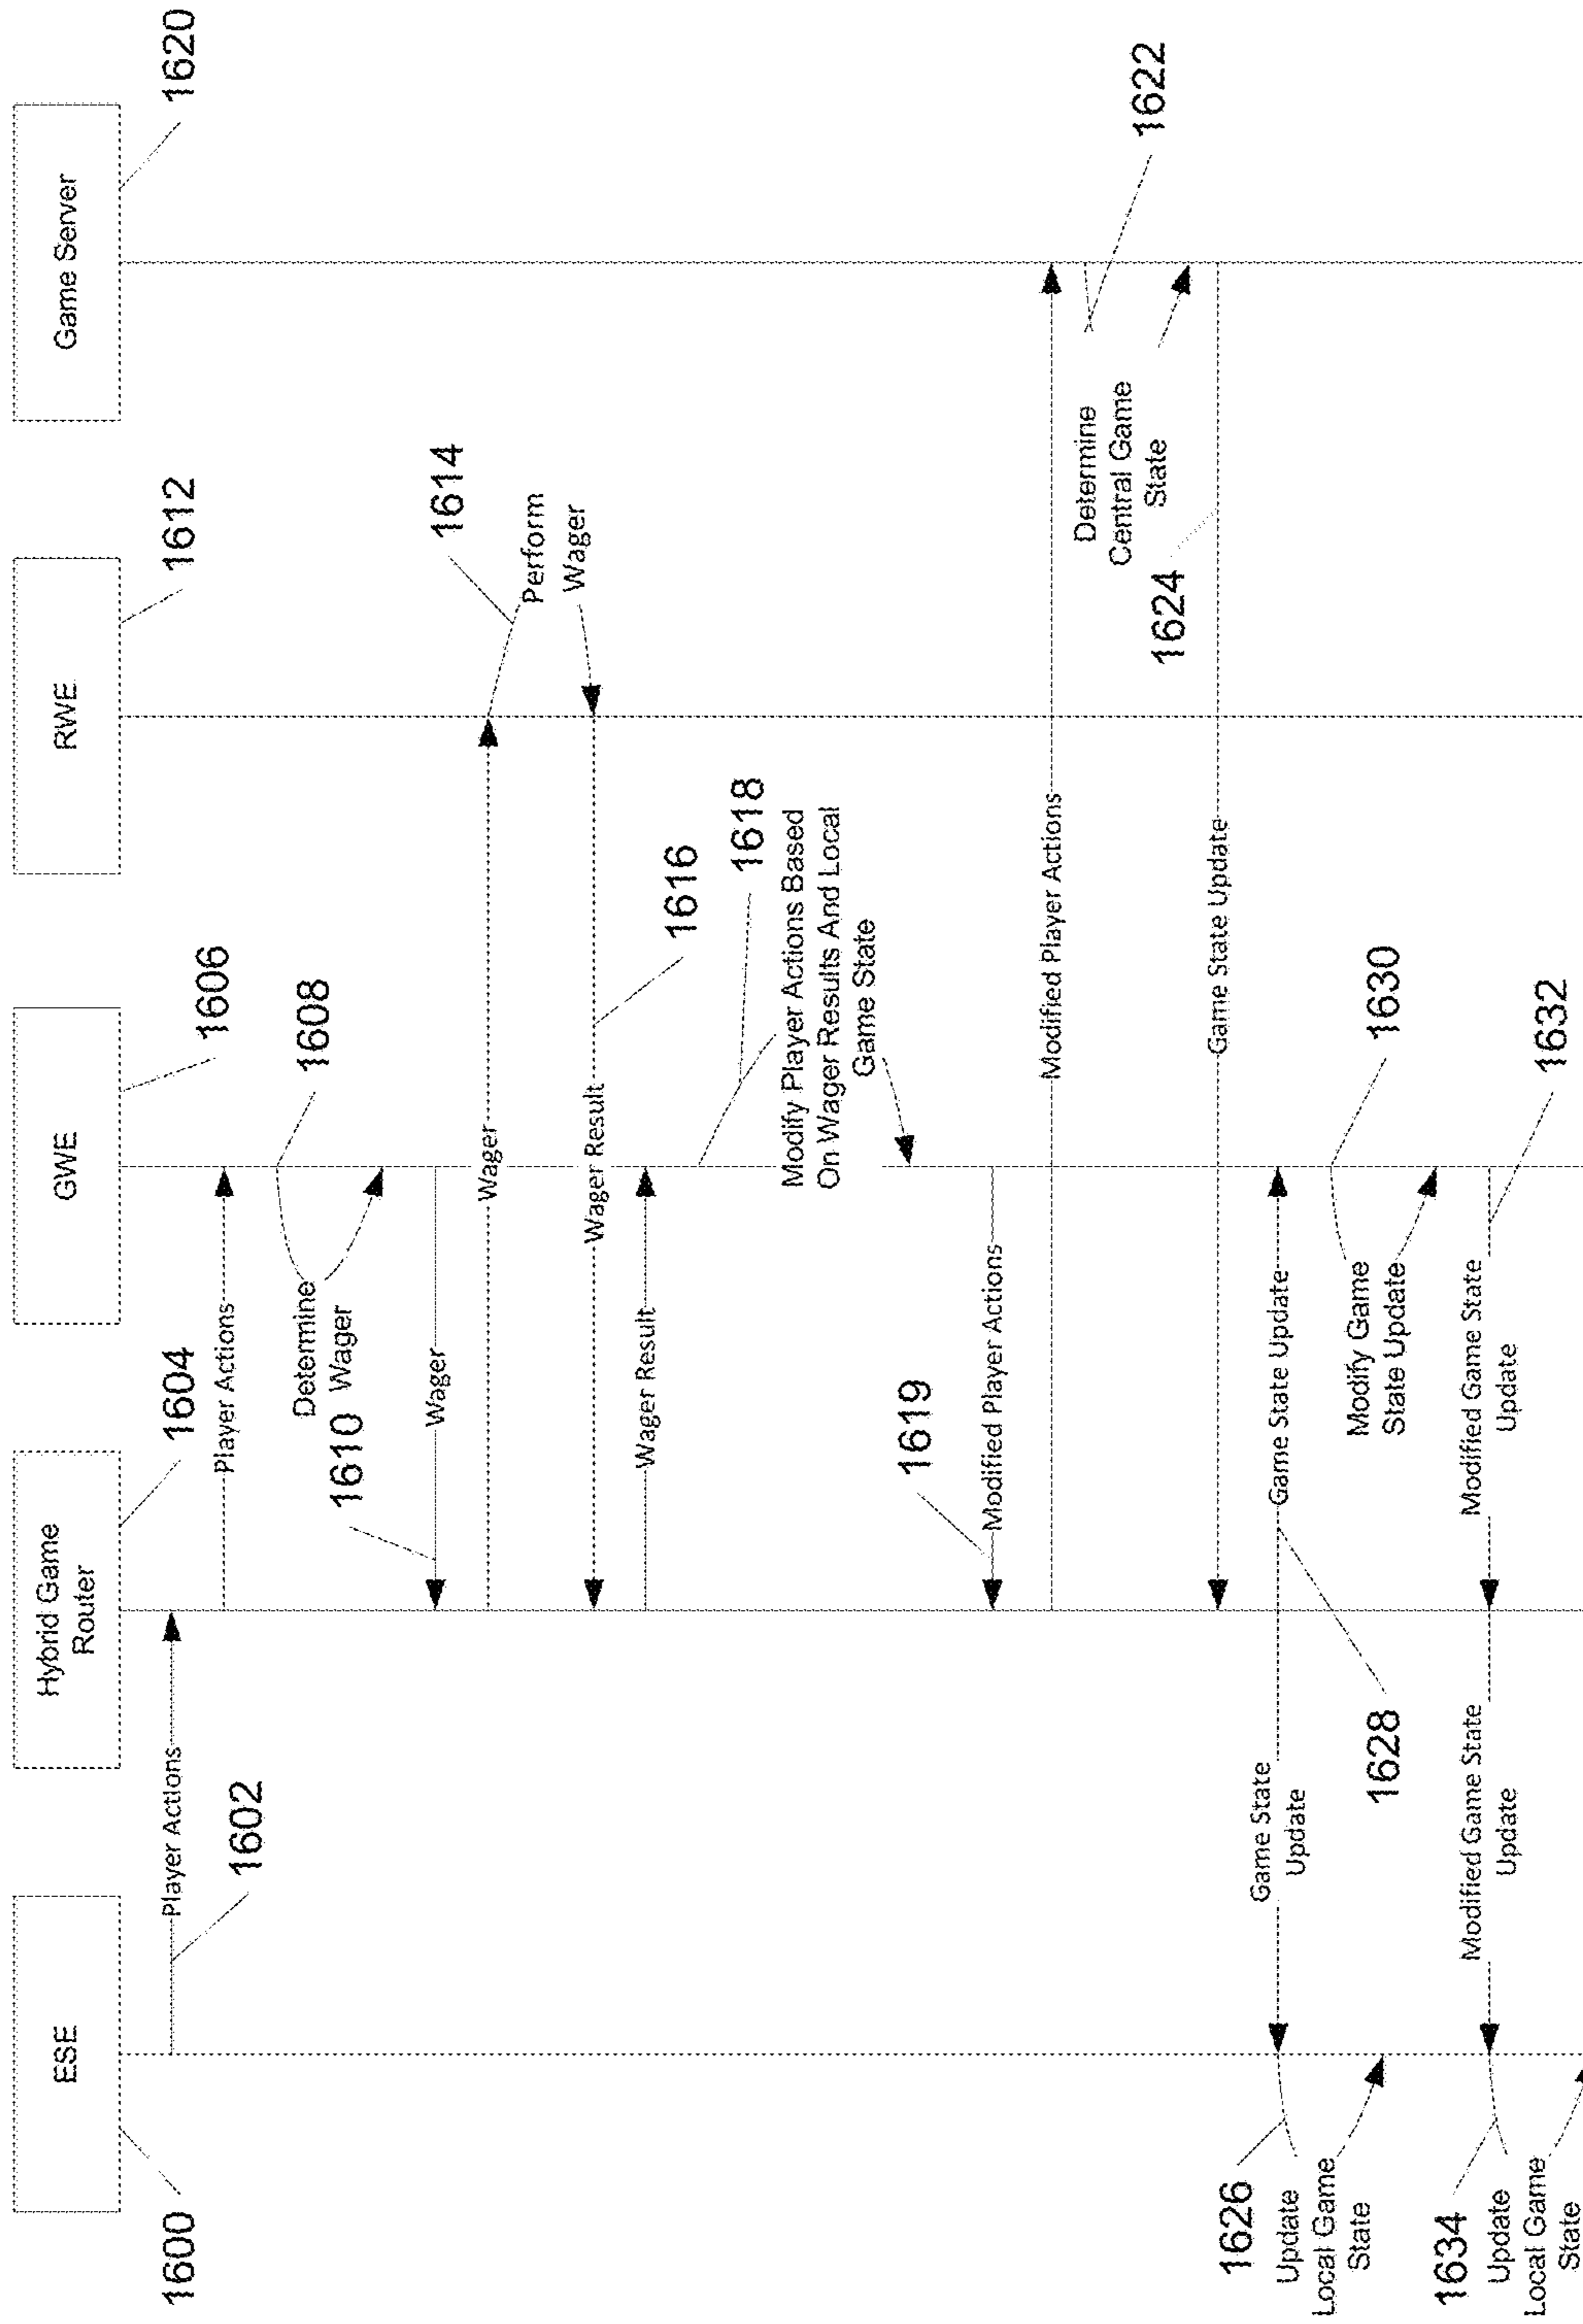 ESE
1600
Hybrid Game
Router
1604
GWE
1606
RWE
1612
Game Server
1620
Player Actions
1602
Player Actions
Determine
Wager
1608
1610
Wager
Wager
1614
Perform
Wager
Wager Result
1616
Wager Result
1618
Modify Player Actions Based
On Wager Results And Local
Game State
1619
Modified Player Actions
Modified Player Actions
1622
Determine
Central Game
State
1624
Game State Update
Game State
Update
Game State Update
1628
1626
Update
Local Game
State
1630
Modify Game
State Update
1632
Modified Game State
Update
Modified Game State
Update
1634
Update
Local Game
State